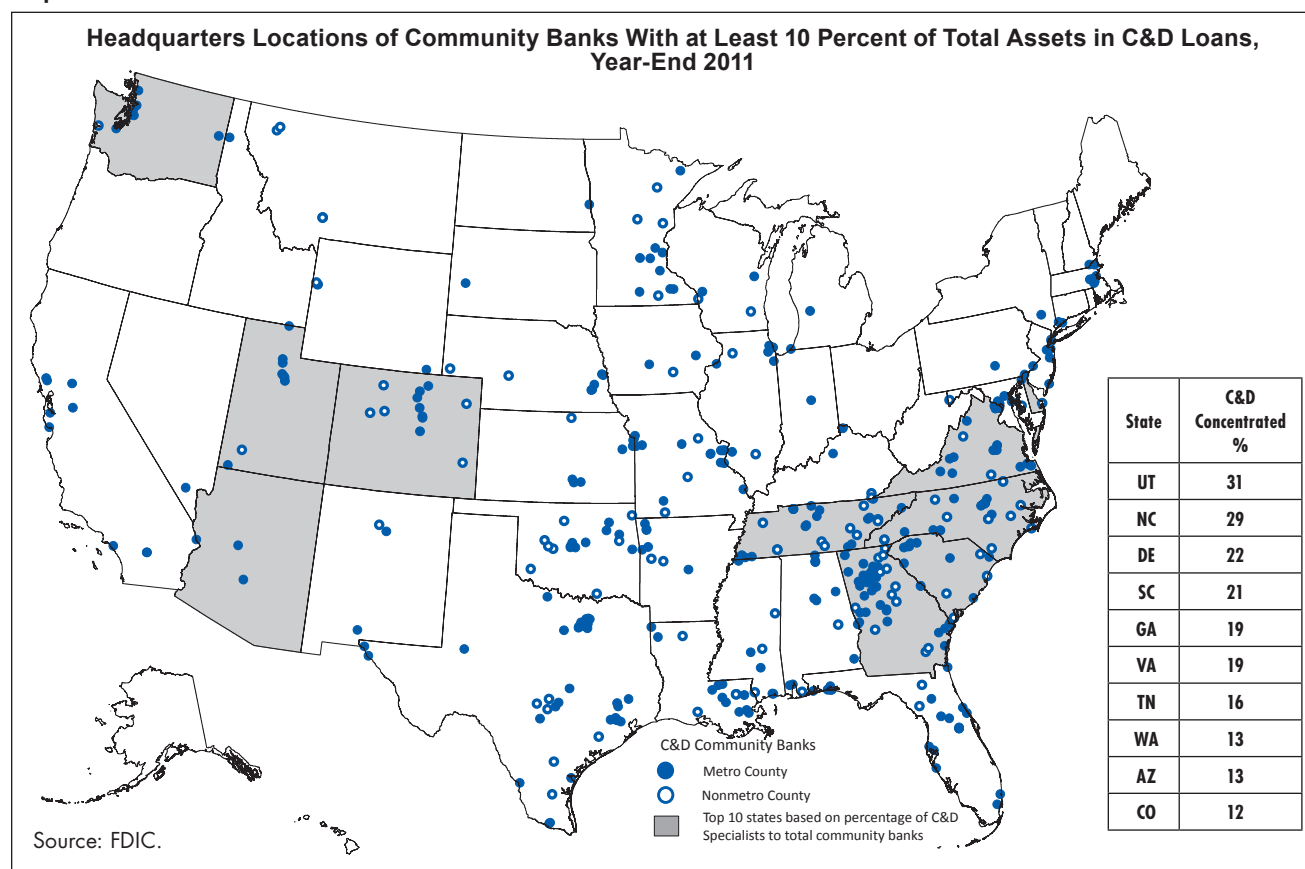 Headquarters Locations of Community Banks With at Least 10 Percent of Total Assets in C&D Loans,
Year-End 2011
State
C&D
Concentrated
%
UT 31
NC 29
DE 22
SC 21
GA 19
VA 19
TN 16
WA 13
AZ 13
CO 12
C&D Community Banks
Metro County
Nonmetro County
Top 10 states based on percentage of C&D
Specialists to total community banks
Source: FDIC.